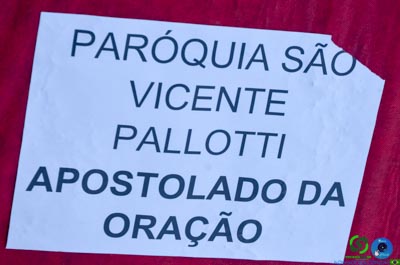 PARÓQUIA SÃO
VICENTE
PALLOTTI
APOSTOLADO DA
ORAÇÃO